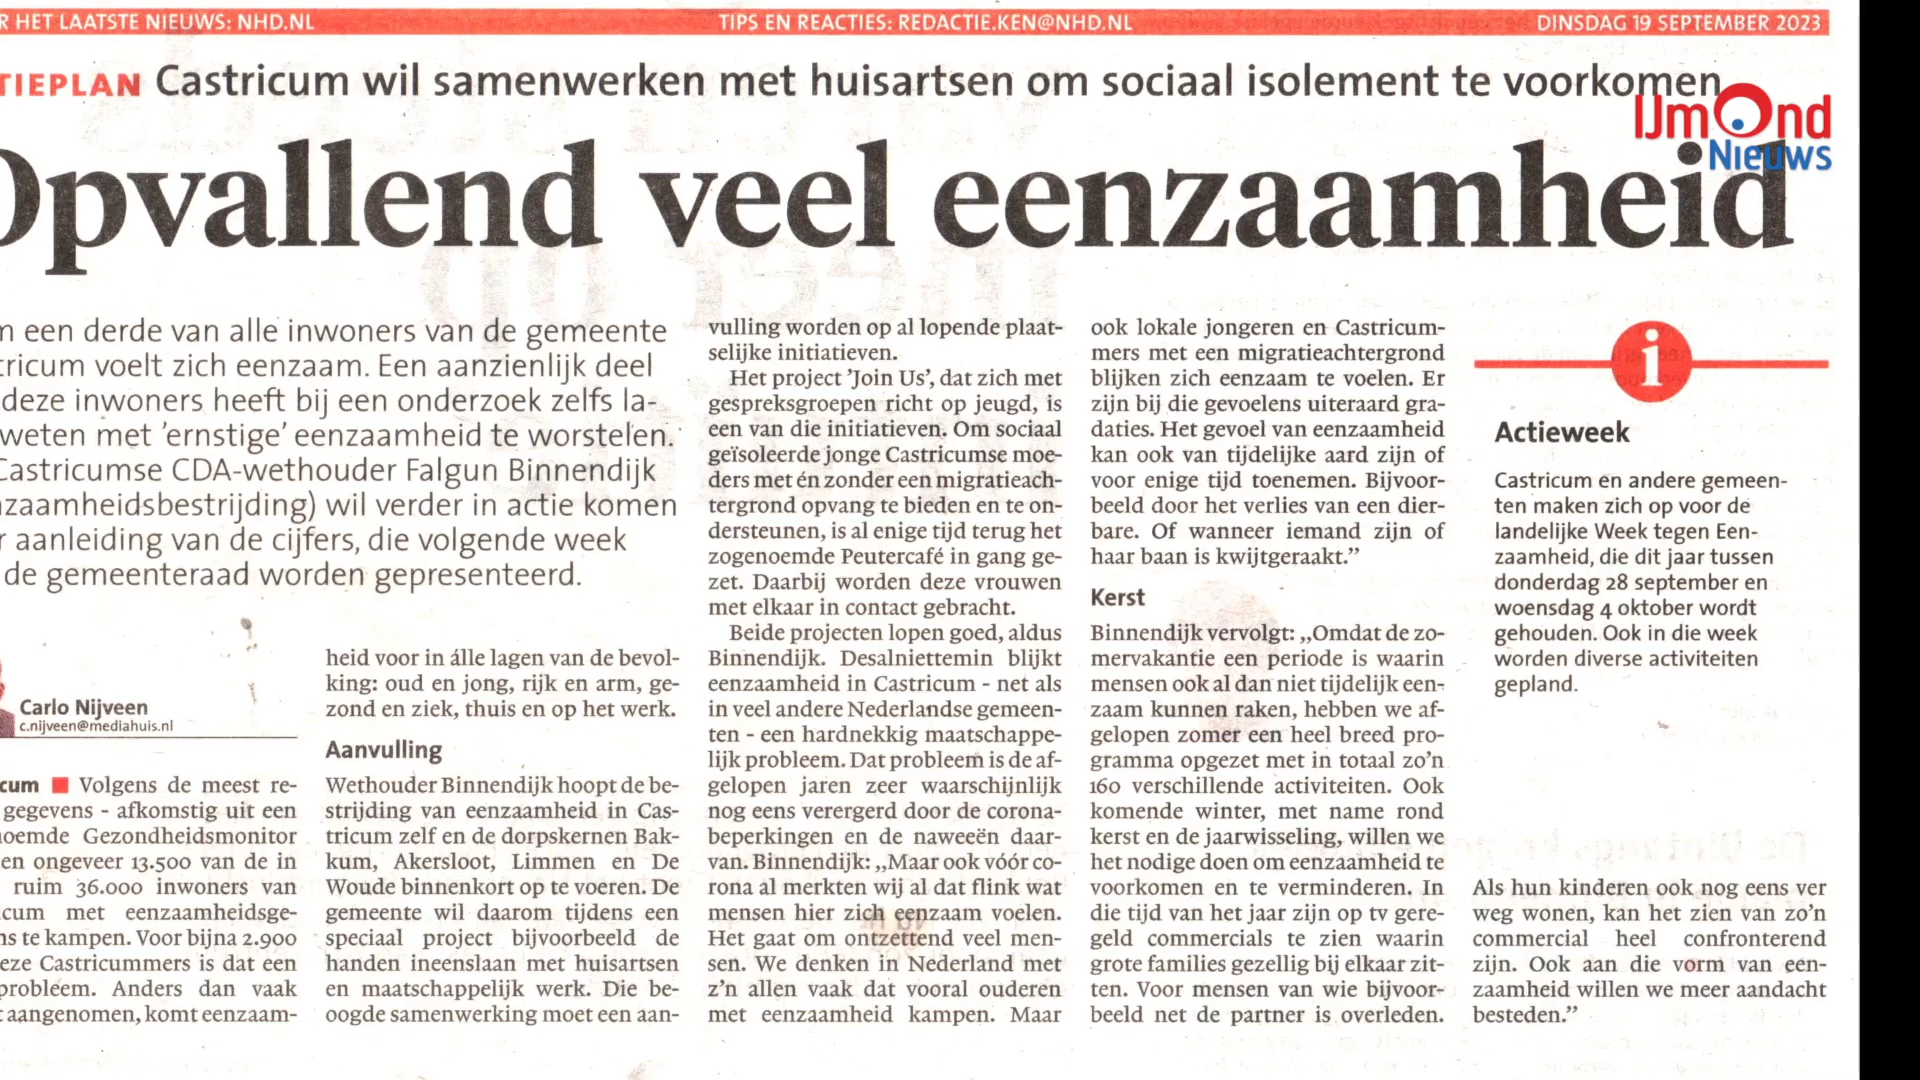 R HET LAATSTE NIEUWS: NHD.NL
TIPS EN REACTIES: REDACTIE.KEN@NHD.NL
DINSDAG 19 SEPTEMBER 2023
TIEPLAN Castricum wil samenwerken met huisartsen om sociaal isolement te voorkomen
IJmOnd
Nieuws
Opvallend veel eenzaamheid
m een derde van alle inwoners van de gemeente
tricum voelt zich eenzaam. Een aanzienlijk deel
deze inwoners heeft bij een onderzoek zelfs la-
weten met 'ernstige' eenzaamheid te worstelen.
Castricumse CDA-wethouder Falgun Binnendijk
nzaamheidsbestrijding) wil verder in actie komen
r aanleiding van de cijfers, die volgende week
de gemeenteraad worden gepresenteerd.
Carlo Nijveen
c.nijveen@mediahuis.nl
icum ■ Volgens de meest re-
gegevens - afkomstig uit een
noemde Gezondheidsmonitor
en ongeveer 13.500 van de in
ruim 36.000 inwoners van
icum met eenzaamheidsge-
ns te kampen. Voor bijna 2.900
eze Castricummers is dat een
probleem. Anders dan vaak
t aangenomen, komt eenzaam-
heid voor in álle lagen van de bevol-
king: oud en jong, rijk en arm, ge-
zond en ziek, thuis en op het werk.
Aanvulling
Wethouder Binnendijk hoopt de be-
strijding van eenzaamheid in Cas-
tricum zelf en de dorpskernen Bak-
kum, Akersloot, Limmen en De
Woude binnenkort op te voeren. De
gemeente wil daarom tijdens een
speciaal project bijvoorbeeld de
handen ineenslaan met huisartsen
en maatschappelijk werk. Die be-
oogde samenwerking moet een aan-
vulling worden op al lopende plaat-
selijke initiatieven.
Het project 'Join Us', dat zich met
gespreksgroepen richt op jeugd, is
een van die initiatieven. Om sociaal
geïsoleerde jonge Castricumse moe-
ders met én zonder een migratieach-
tergrond opvang te bieden en te on-
dersteunen, is al enige tijd terug het
zogenoemde Peutercafé in gang ge-
zet. Daarbij worden deze vrouwen
met elkaar in contact gebracht.
Beide projecten lopen goed, aldus
Binnendijk. Desalniettemin blijkt
eenzaamheid in Castricum - net als
in veel andere Nederlandse gemeen-
ten - een hardnekkig maatschappe-
lijk probleem. Dat probleem is de af-
gelopen jaren zeer waarschijnlijk
nog eens verergerd door de corona-
beperkingen en de naweeën daar-
van. Binnendijk: „Maar ook vóór co-
rona al merkten wij al dat flink wat
mensen hier zich eenzaam voelen.
Het gaat om ontzettend veel men-
sen. We denken in Nederland met
z'n allen vaak dat vooral ouderen
met eenzaamheid kampen. Maar
ook lokale jongeren en Castricum-
mers met een migratieachtergrond
blijken zich eenzaam te voelen. Er
zijn bij die gevoelens uiteraard gra-
daties. Het gevoel van eenzaamheid
kan ook van tijdelijke aard zijn of
voor enige tijd toenemen. Bijvoor-
beeld door het verlies van een dier-
bare. Of wanneer iemand zijn of
haar baan is kwijtgeraakt.”
Kerst
Binnendijk vervolgt: „Omdat de zo-
mervakantie een periode is waarin
mensen ook al dan niet tijdelijk een-
zaam kunnen raken, hebben we af-
gelopen zomer een heel breed pro-
gramma opgezet met in totaal zo'n
160 verschillende activiteiten. Ook
komende winter, met name rond
kerst en de jaarwisseling, willen we
het nodige doen om eenzaamheid te
voorkomen en te verminderen. In
die tijd van het jaar zijn op tv gere-
geld commercials te zien waarin
grote families gezellig bij elkaar zit-
ten. Voor mensen van wie bijvoor-
beeld net de partner is overleden.
i
Actieweek
Castricum en andere gemeen-
ten maken zich op voor de
landelijke Week tegen Een-
zaamheid, die dit jaar tussen
donderdag 28 september en
woensdag 4 oktober wordt
gehouden. Ook in die week
worden diverse activiteiten
gepland.
Als hun kinderen ook nog eens ver
weg wonen, kan het zien van zo'n
commercial heel confronterend
zijn. Ook aan die vorm van een-
zaamheid willen we meer aandacht
besteden.”